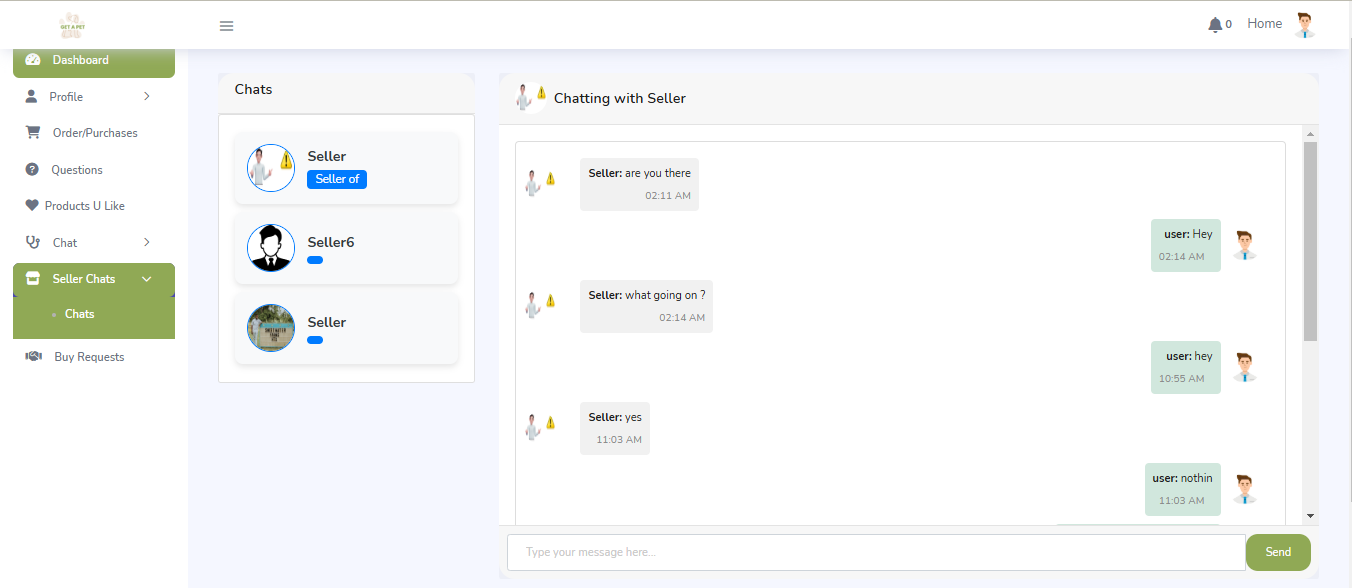 GET A PET
0
Home
Dashboard
Profile
Order/Purchases
Questions
Products U Like
Chat
Seller Chats
Chats
Buy Requests
Chats
Seller
Seller of
Seller6
Seller
Chatting with Seller
Seller: are you there
02:11 AM
user: Hey
02:14 AM
Seller: what going on ?
02:14 AM
user: hey
10:55 AM
Seller: yes
11:03 AM
user: nothin
11:03 AM
Type your message here...
Send